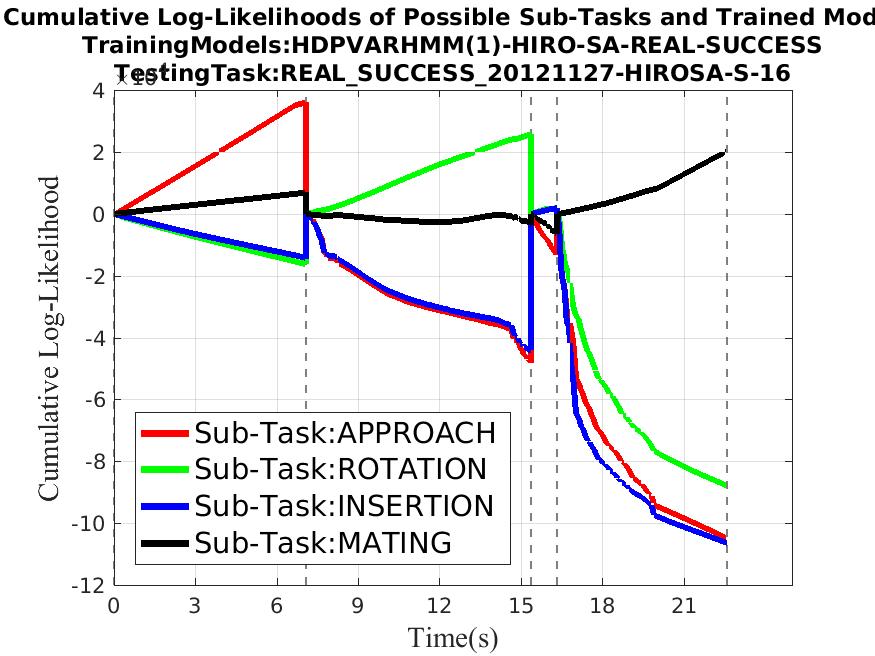 Cumulative Log-Likelihoods of Possible Sub-Tasks and Trained Mod
TrainingModels:HDPVARHMM(1)-HIRO-SA-REAL-SUCCESS
TestingTask:REAL_SUCCESS_20121127-HIROSA-S-16
4
2
0
-2
-4
-6
-8
-10
-12
Cumulative Log-Likelihood
Sub-Task:APPROACH
Sub-Task:ROTATION
Sub-Task:INSERTION
Sub-Task:MATING
0 3 6 9 12 15 18 21
Time(s)